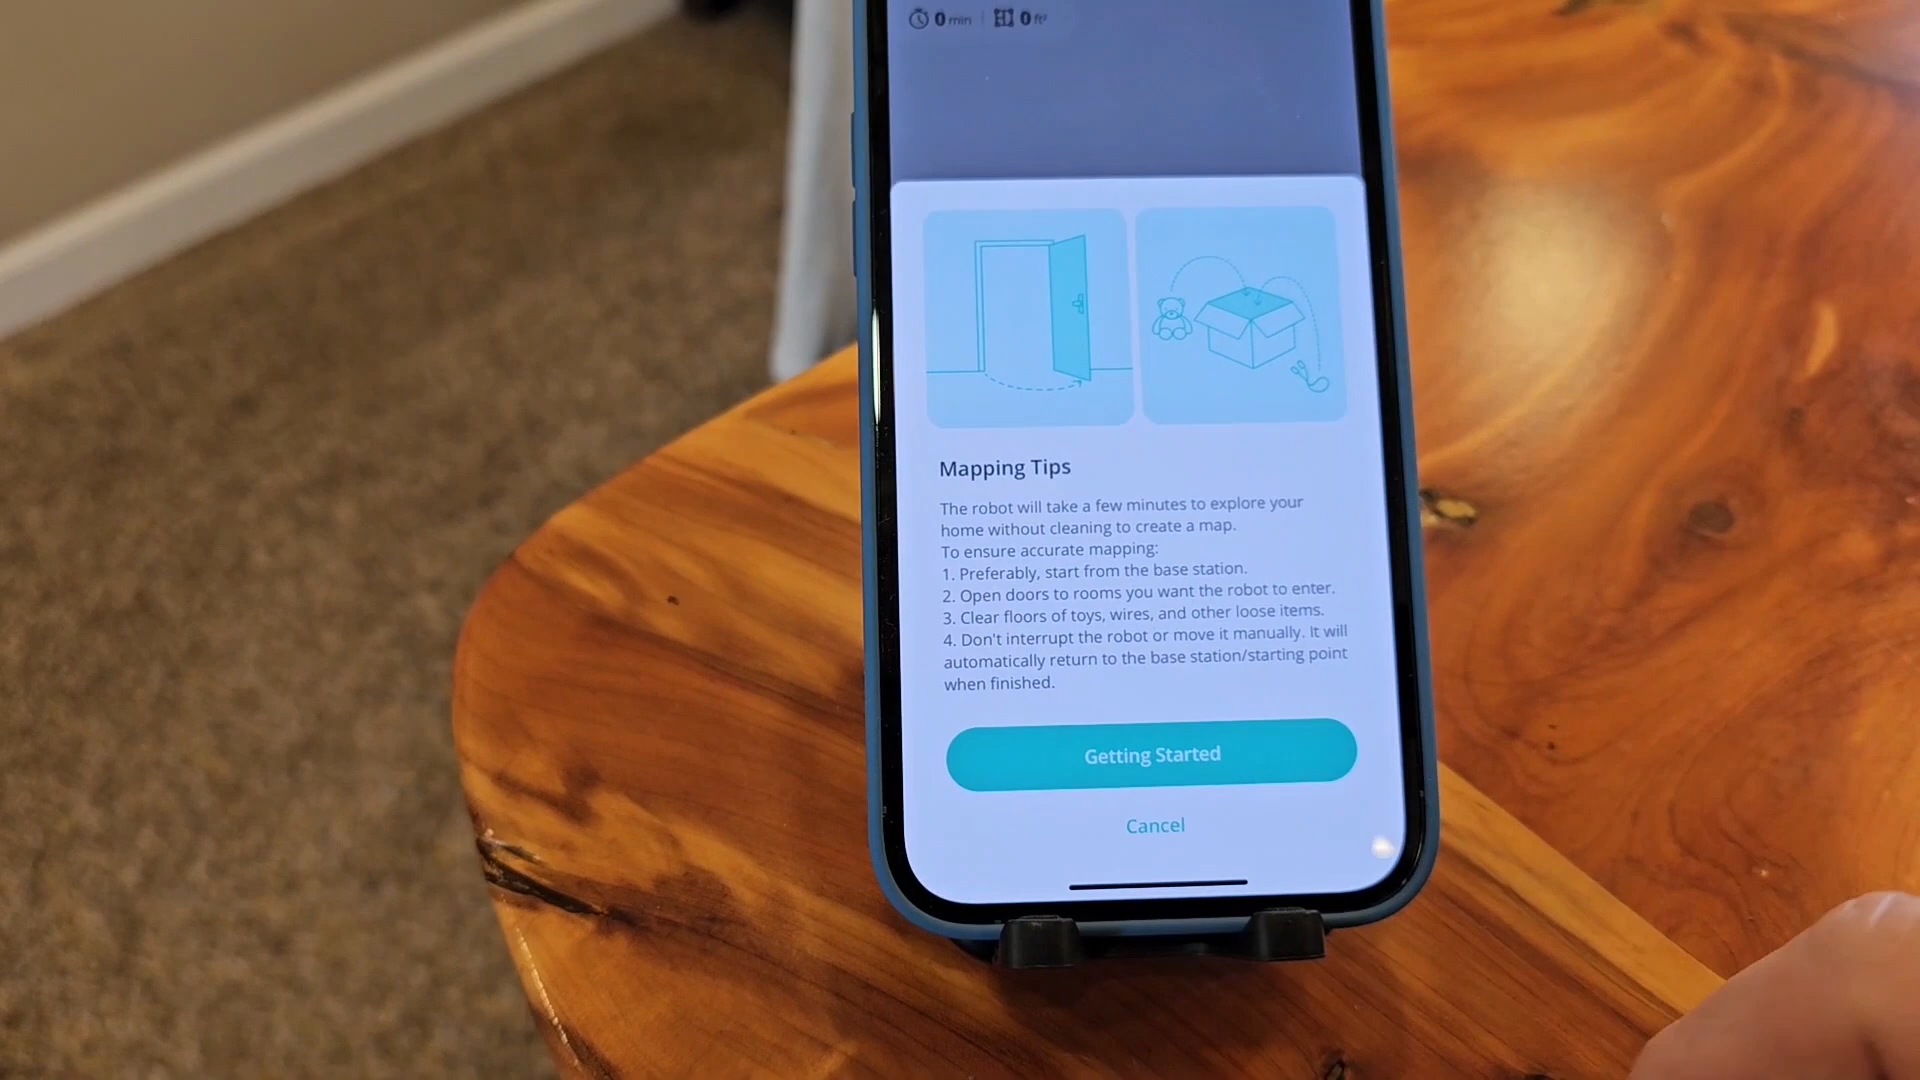 0 min 0 ft²
Mapping Tips
The robot will take a few minutes to explore your
home without cleaning to create a map.
To ensure accurate mapping:
1. Preferably, start from the base station.
2. Open doors to rooms you want the robot to enter.
3. Clear floors of toys, wires, and other loose items.
4. Don't interrupt the robot or move it manually. It will
automatically return to the base station/starting point
when finished.
Getting Started
Cancel